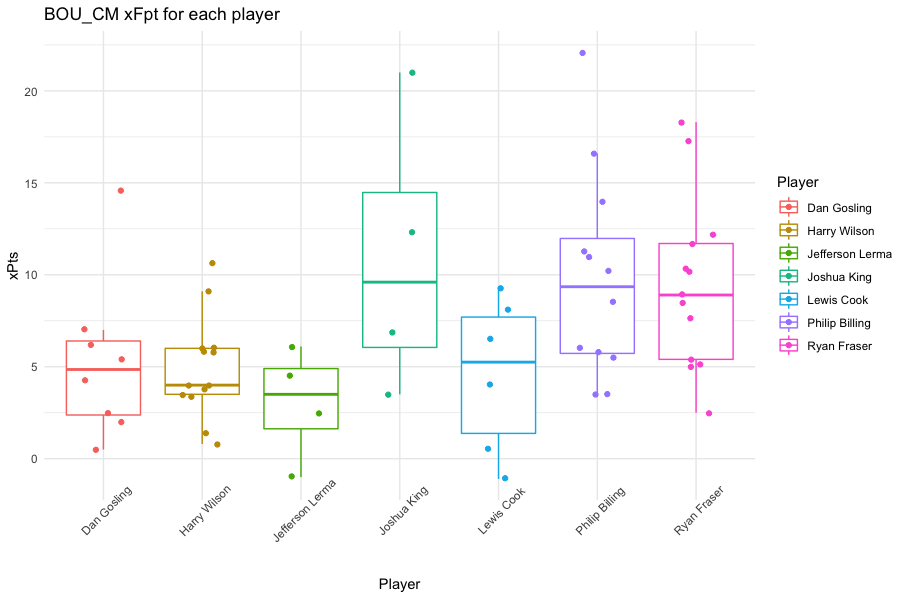 BOU_CM xFpt for each player
xPts
20
15
10
5
0
Dan Gosling
Harry Wilson
Jefferson Lerma
Joshua King
Lewis Cook
Philip Billing
Ryan Fraser
Player
Player
Dan Gosling
Harry Wilson
Jefferson Lerma
Joshua King
Lewis Cook
Philip Billing
Ryan Fraser